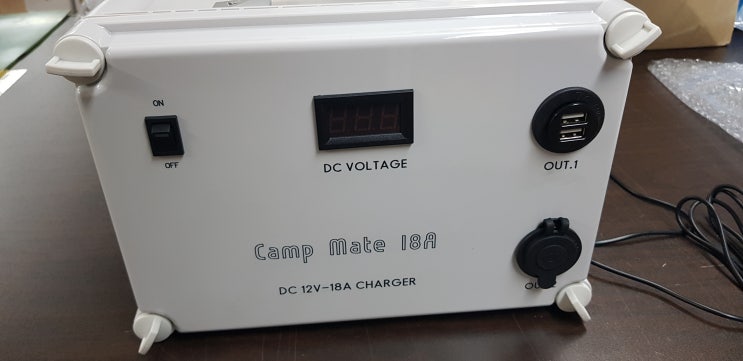 ON
OFF
DC VOLTAGE
OUT.1
Camp Mate 18A
DC 12V-18A CHARGER